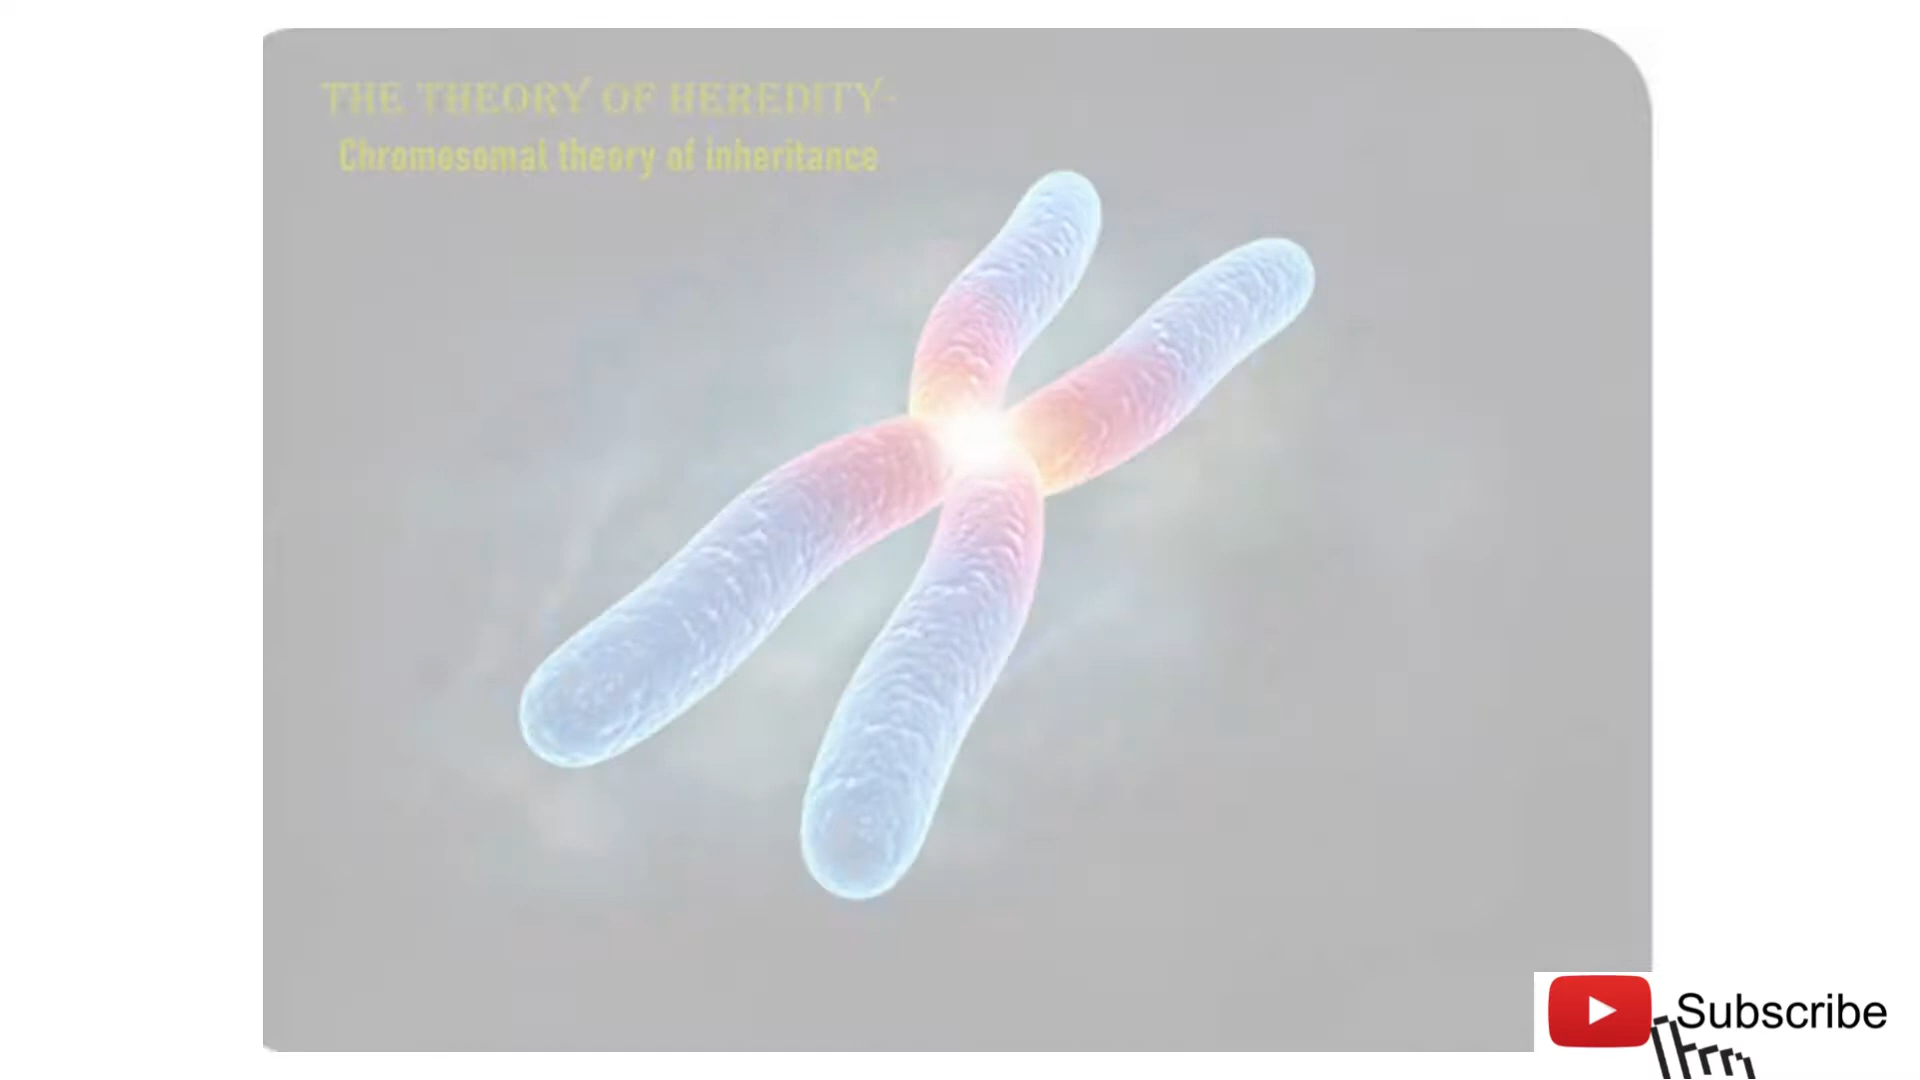 THE THEORY OF HEREDITY-
Chromosomal theory of inheritance
Subscribe